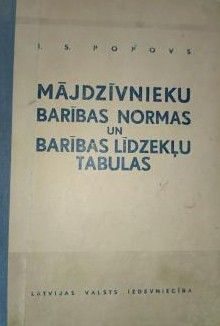 I. S. POPOVS
MĀJDZĪVNIEKU
BARĪBAS NORMAS
UN
BARĪBAS LĪDZEKĻU
TABULAS
LATVIJAS VALSTS IZDEVNIECĪBA